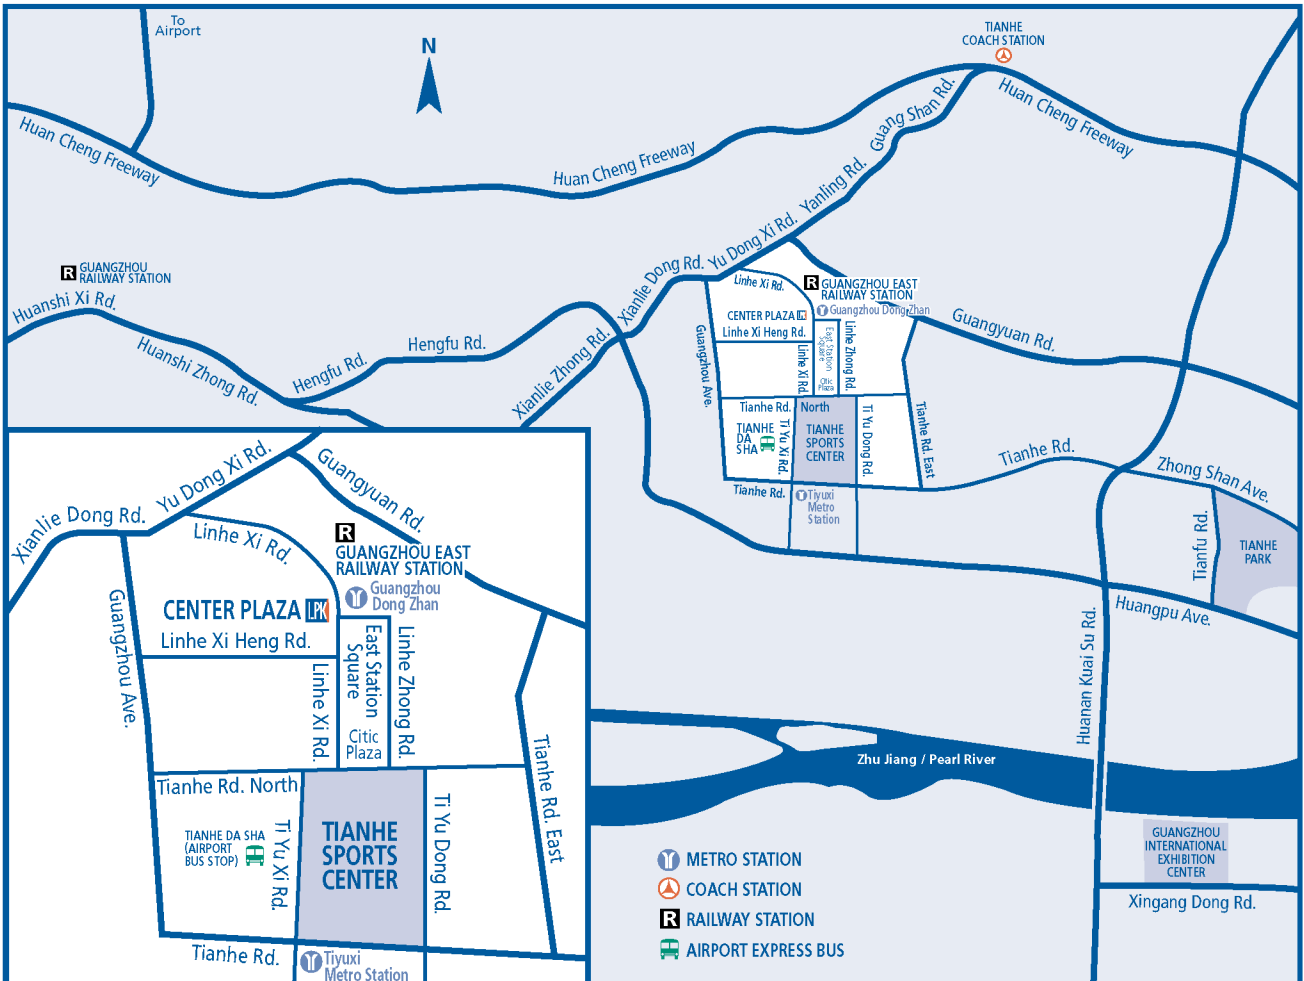 To
Airport
N
TIANHE
COACH STATION
Huan Cheng Freeway
Huan Cheng Freeway
Huan Cheng Freeway
Guang Shan Rd.
Yanling Rd.
Yu Dong Xi Rd.
Xianlie Dong Rd.
R GUANGZHOU
RAILWAY STATION
Huanshi Xi Rd.
Huanshi Zhong Rd.
Hengfu Rd.
Hengfu Rd.
Xianlie Zhong Rd.
Linhe Xi Rd.
R GUANGZHOU EAST
RAILWAY STATION
Guangzhou Dong Zhan
CENTER PLAZA
Linhe Xi Heng Rd.
Guangzhou Ave.
Linhe Xi Rd.
East Station
Square
Citic
Plaza
Linhe Zhong Rd.
Guangyuan Rd.
Tianhe Rd. North
TIANHE
DA
SHA
Ti Yu Xi Rd.
TIANHE
SPORTS
CENTER
Ti Yu Dong Rd.
Tianhe Rd. East
Tianhe Rd.
Tiyuxi
Metro
Station
Tianhe Rd.
Zhong Shan Ave.
Tianfu Rd.
TIANHE
PARK
Huangpu Ave.
Huanan Kuai Su Rd.
Zhu Jiang / Pearl River
GUANGZHOU
INTERNATIONAL
EXHIBITION
CENTER
Xingang Dong Rd.
Xianlie Dong Rd.
Yu Dong Xi Rd.
Guangyuan Rd.
Linhe Xi Rd.
R
GUANGZHOU EAST
RAILWAY STATION
Guangzhou
Dong Zhan
CENTER PLAZA LPK
Linhe Xi Heng Rd.
Guangzhou Ave.
Linhe Xi Rd.
East Station
Square
Citic
Plaza
Linhe Zhong Rd.
Tianhe Rd. North
TIANHE DA SHA
(AIRPORT
BUS STOP)
Ti Yu Xi Rd.
TIANHE
SPORTS
CENTER
Ti Yu Dong Rd.
Tianhe Rd. East
Tianhe Rd.
Tiyuxi
Metro Station
METRO STATION
COACH STATION
R RAILWAY STATION
AIRPORT EXPRESS BUS